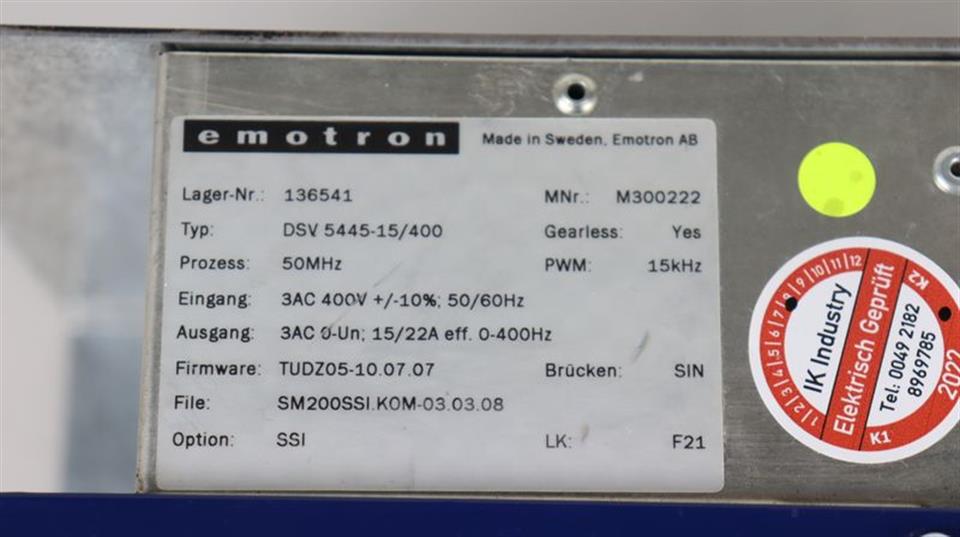 emotron Made in Sweden, Emotron AB
Lager-Nr.: 136541 MNr.: M300222
Typ: DSV 5445-15/400 Gearless: Yes
Prozess: 50MHz PWM: 15kHz
Eingang: 3AC 400V +/-10%; 50/60Hz
Ausgang: 3AC 0-Un; 15/22A eff. 0-400Hz
Firmware: TUDZ05-10.07.07 Brücken: SIN
File: SM200SSI.KOM-03.03.08
Option: SSI LK: F21
1|2|3|4|5|6|7|8|9|10|11|12
IK Industry
Elektrisch Geprüft
Tel: 0049 2182
8969785
K2
K1
2022